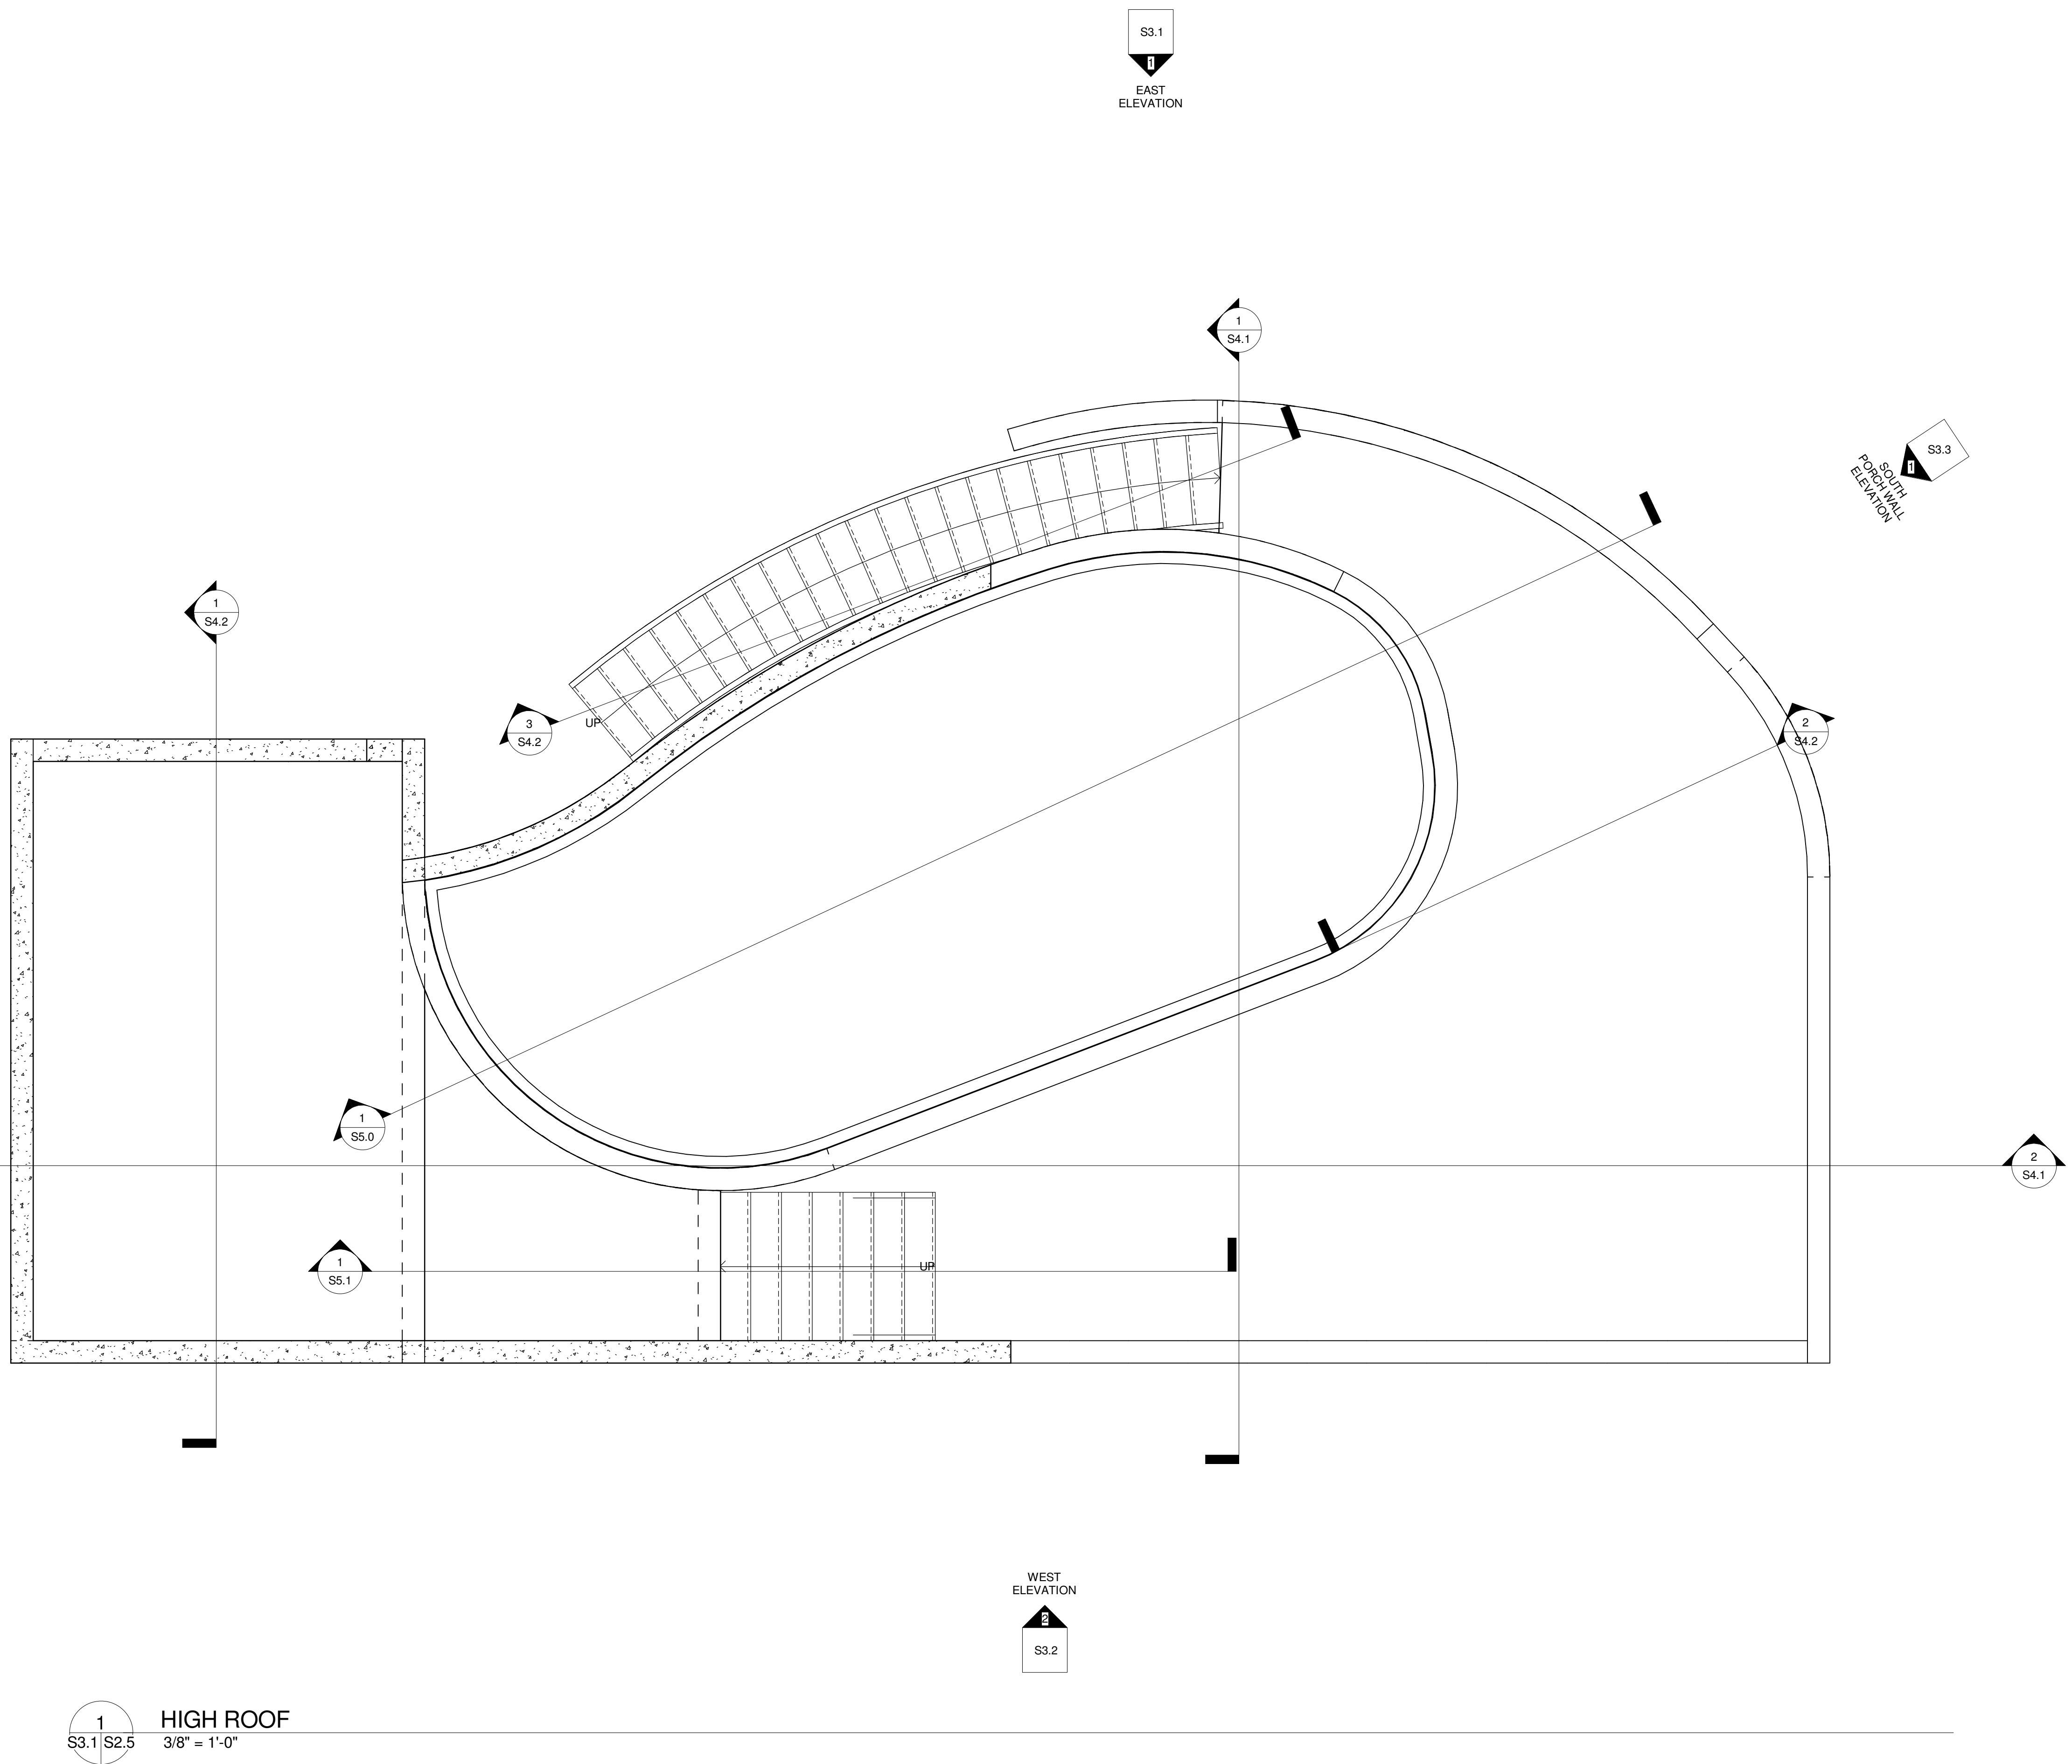 S3.1
1
EAST
ELEVATION
1
S4.1
S3.3
1
SOUTH
PORCH WALL
ELEVATION
1
S4.2
3
S4.2
UP
2
S4.2
1
S5.0
2
S4.1
1
S5.1
UP
WEST
ELEVATION
2
S3.2
1
S3.1 S2.5
HIGH ROOF
3/8" = 1'-0"